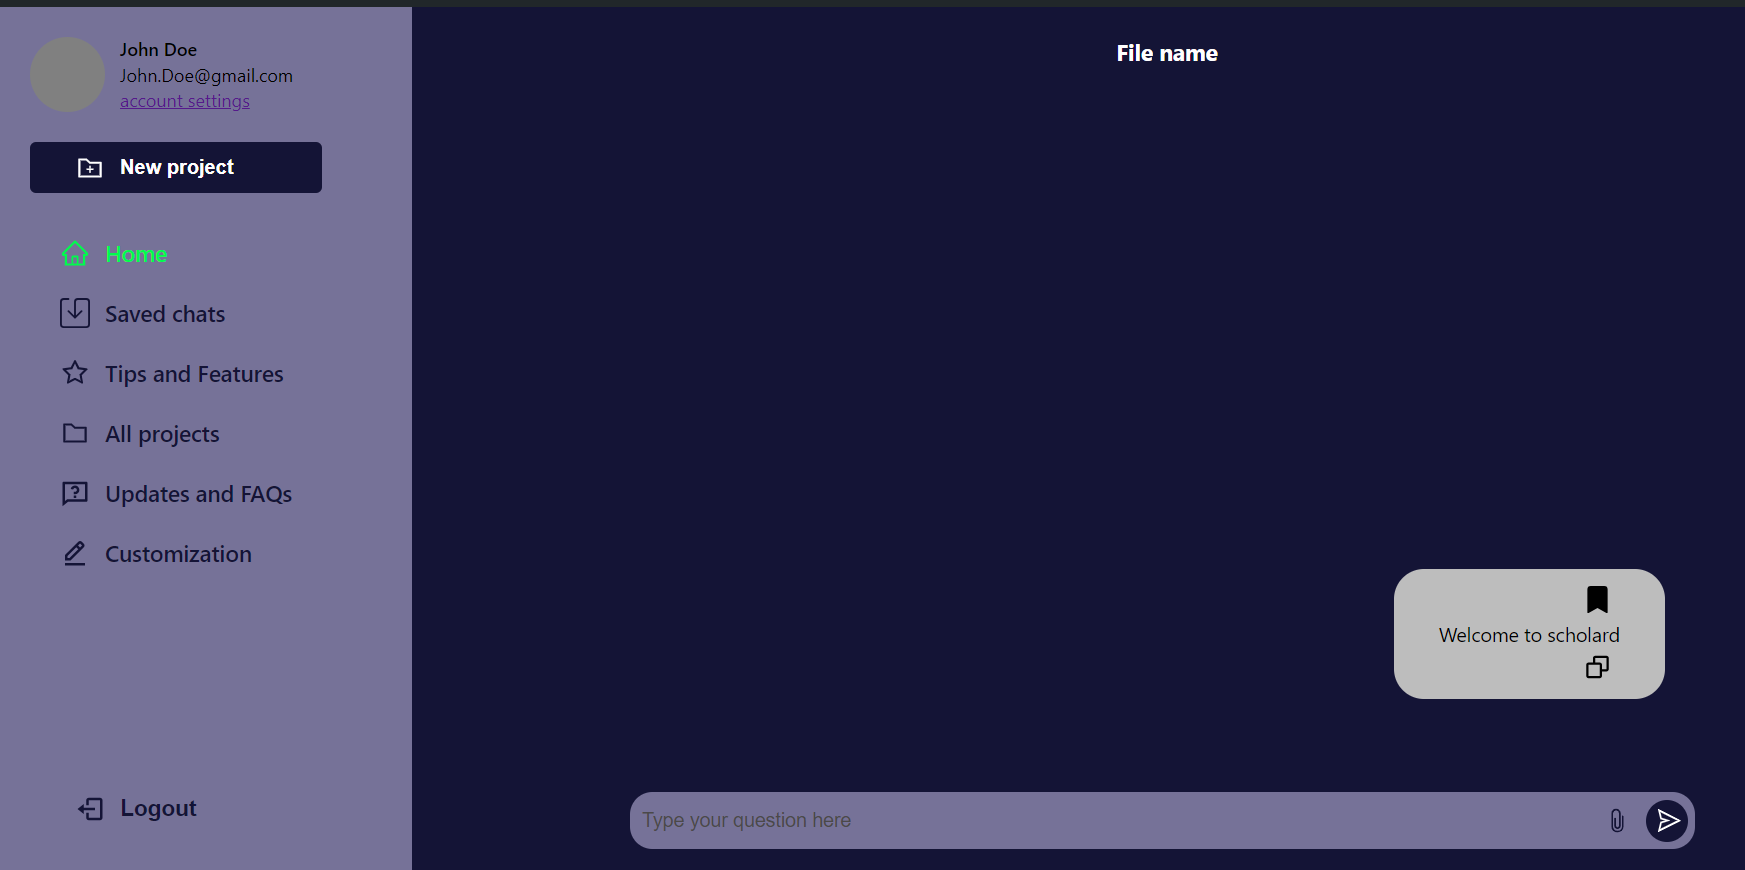 John Doe
John.Doe@gmail.com
account settings
New project
Home
Saved chats
Tips and Features
All projects
Updates and FAQs
Customization
Logout
File name
Welcome to scholard
Type your question here